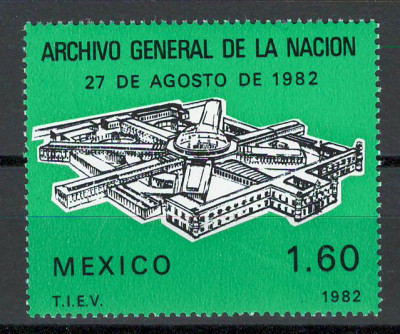 ARCHIVO GENERAL DE LA NACION
27 DE AGOSTO DE 1982
MEXICO 1.60
T.I.E.V. 1982